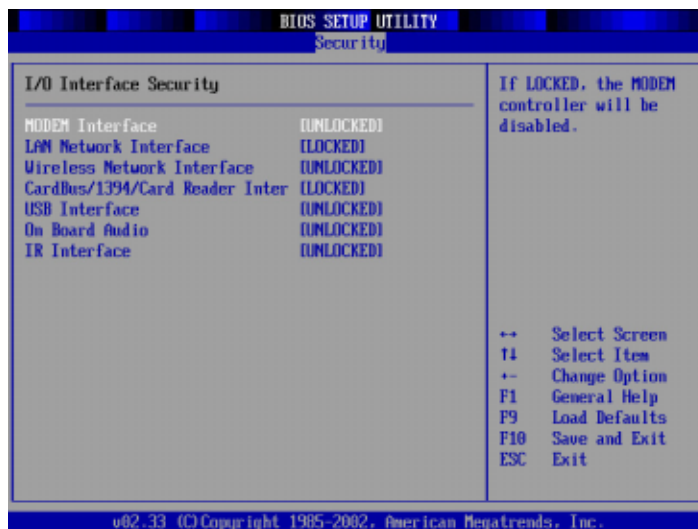 BIOS SETUP UTILITY
Security
I/O Interface Security
MODEM Interface [UNLOCKED]
LAN Network Interface [LOCKED]
Wireless Network Interface [UNLOCKED]
CardBus/1394/Card Reader Inter [LOCKED]
USB Interface [UNLOCKED]
On Board Audio [UNLOCKED]
IR Interface [UNLOCKED]
If LOCKED, the MODEM
controller will be
disabled.
↔ Select Screen
↑↓ Select Item
+- Change Option
F1 General Help
F9 Load Defaults
F10 Save and Exit
ESC Exit
v02.33 (C)Copyright 1985-2002, American Megatrends, Inc.